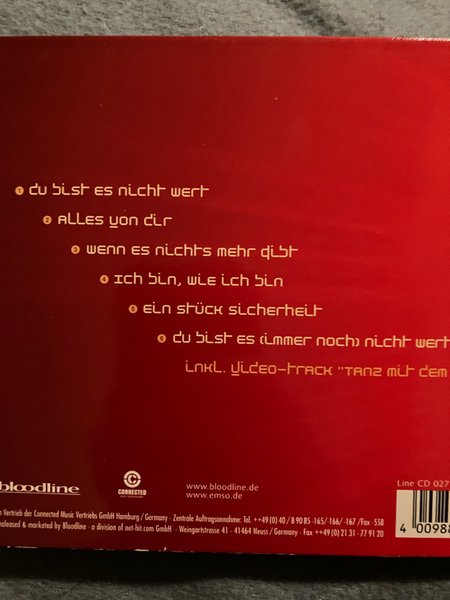 1 du bist es nicht wert
2 Alles von dir
3 wenn es nichts mehr gibt
4 Ich bin, wie ich bin
5 ein stück sicherheit
6 du bist es (immer noch) nicht wert
inkl. video-track "tanz mit dem
bloodline
CONNECTED
www.bloodline.de
www.emso.de
Line CD 027
Vertrieb der Connected Music Vertriebs GmbH Hamburg / Germany · Zentrale Auftragsannahme: Tel. ++49 (0) 40 / 8 90 85 -165/-166/ -167 /Fax -558
released & marketed by Bloodline - a division of net-hit.com GmbH · Weingartstrasse 41 - 41464 Neuss / Germany · Fax ++49 (0) 21 31 - 77 91 20
4 00988